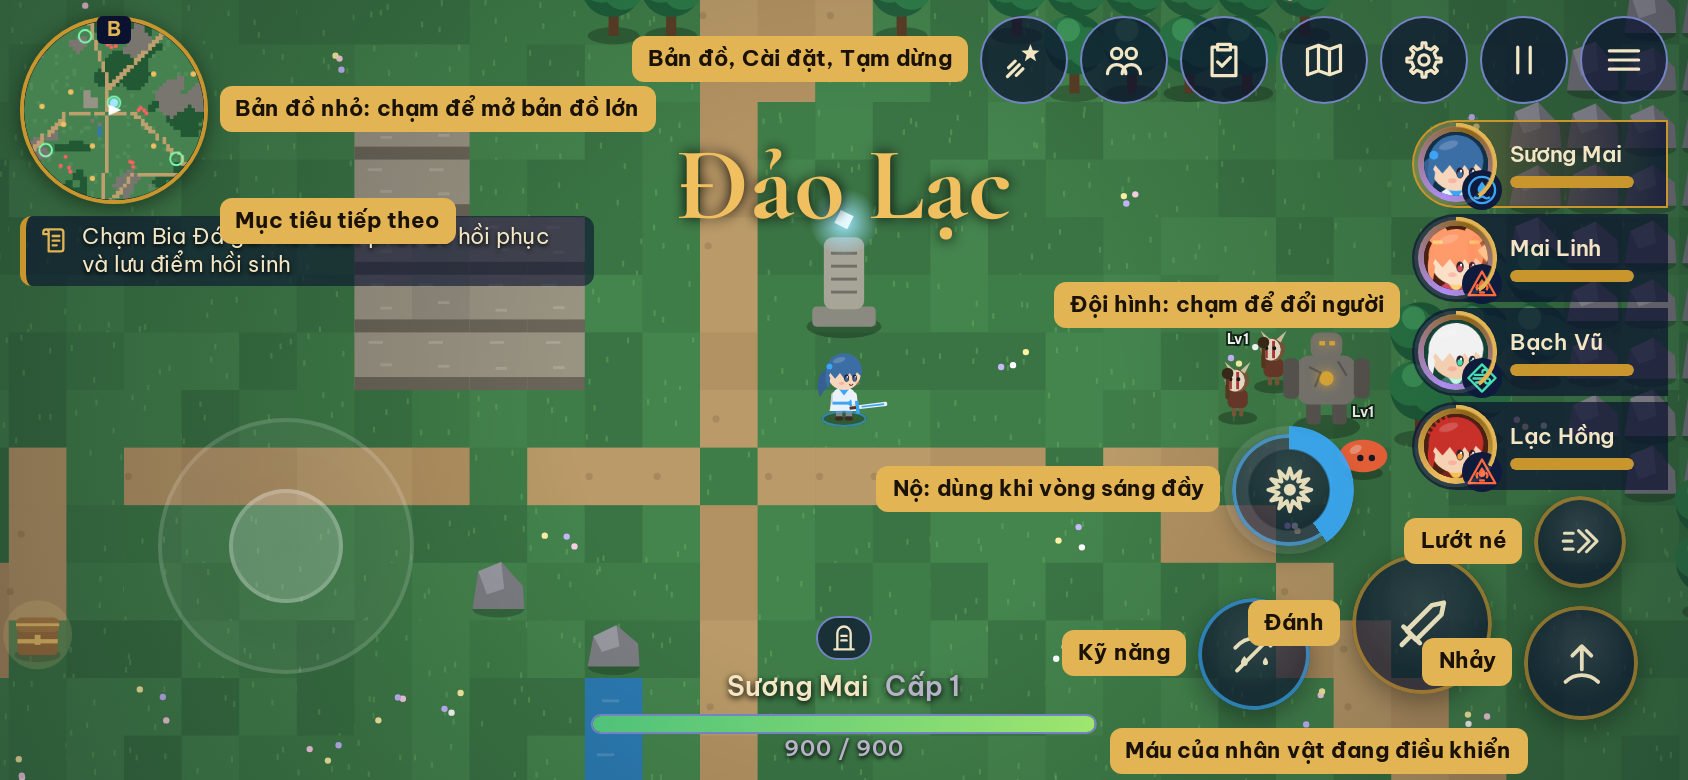 B
Bản đồ, Cài đặt, Tạm dừng
Bản đồ nhỏ: chạm để mở bản đồ lớn
Đảo Lạc
Sương Mai
Mục tiêu tiếp theo
Chạm Bia Đá hồi phục
và lưu điểm hồi sinh
Mai Linh
Đội hình: chạm để đổi người
Lv1
Bạch Vũ
Lv1
Lạc Hồng
Nộ: dùng khi vòng sáng đầy
Lướt né
Đánh
Kỹ năng
Nhảy
Sương Mai Cấp 1
900 / 900
Máu của nhân vật đang điều khiển